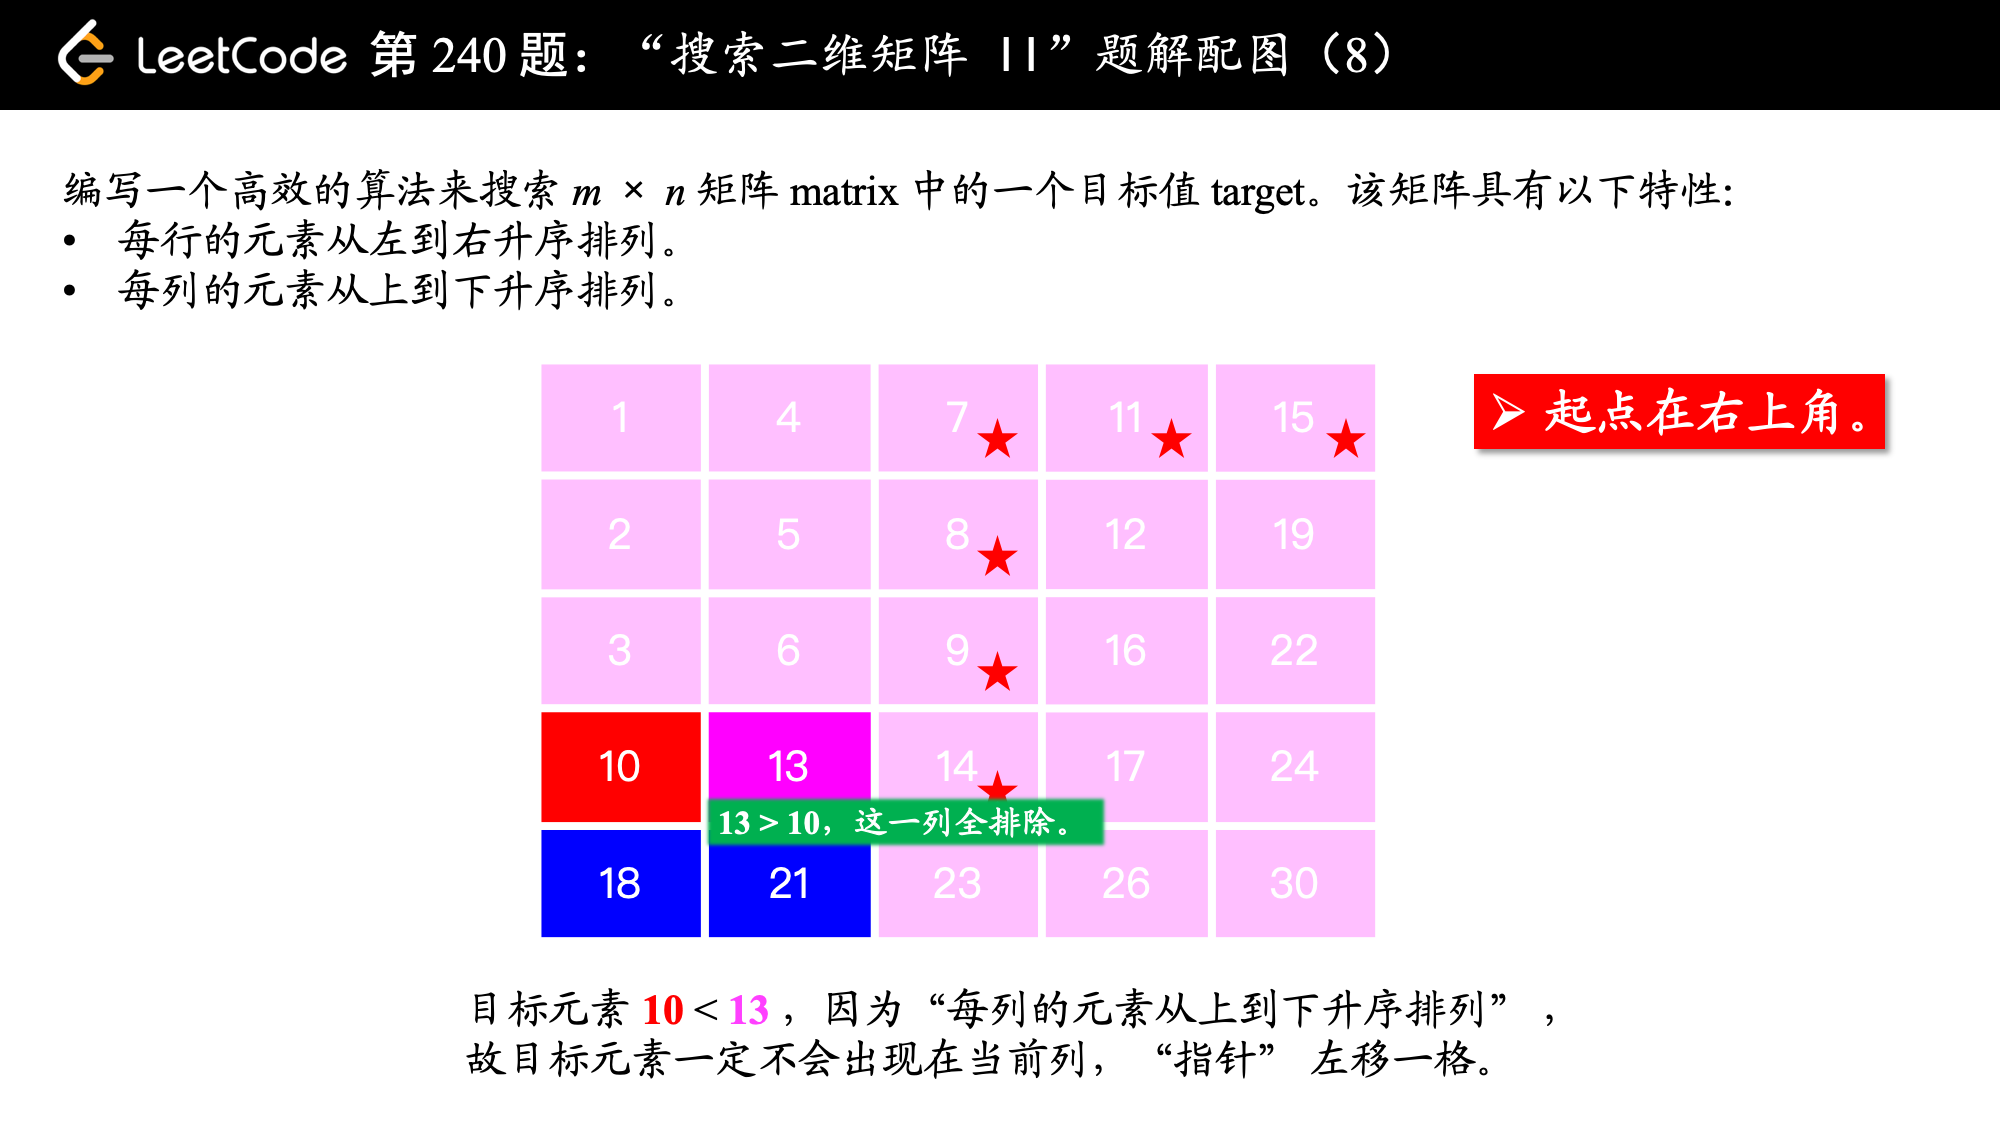 LeetCode 第 240 题：“搜索二维矩阵 II”题解配图（8）
编写一个高效的算法来搜索 m × n 矩阵 matrix 中的一个目标值 target。该矩阵具有以下特性：
• 每行的元素从左到右升序排列。
• 每列的元素从上到下升序排列。
➢ 起点在右上角。
1 4 7 11 15
2 5 8 12 19
3 6 9 16 22
10 13 14 17 24
13 > 10，这一列全排除。
18 21 23 26 30
目标元素 10 < 13，因为“每列的元素从上到下升序排列”，
故目标元素一定不会出现在当前列，“指针” 左移一格。